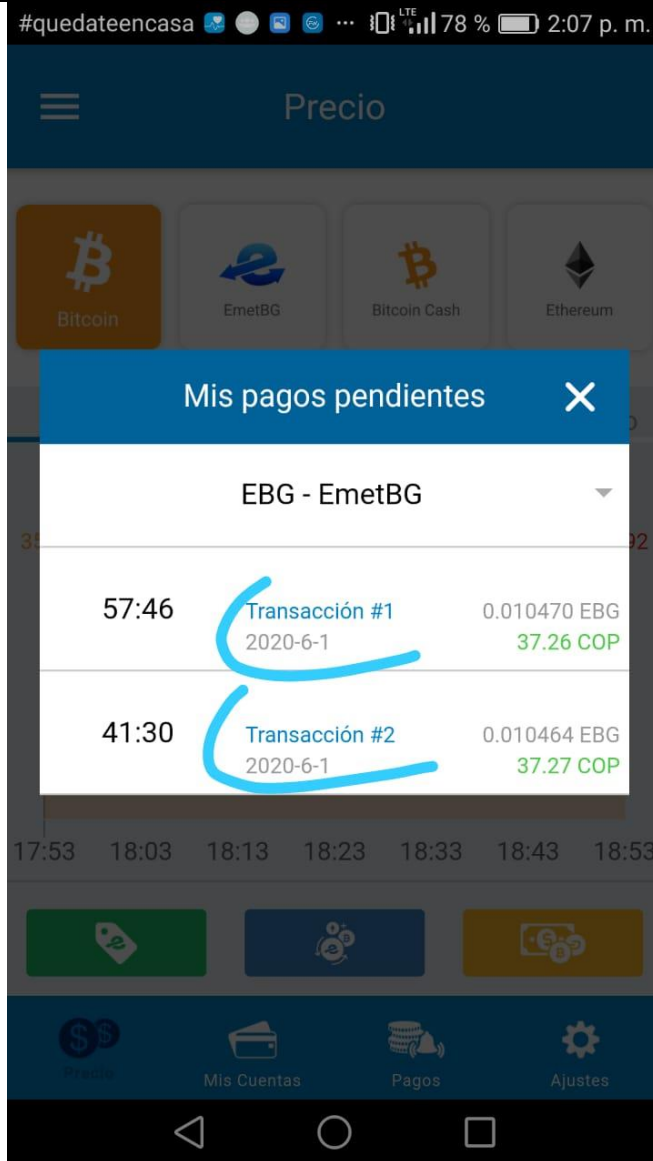 #quedateencasa ... LTE 78 % 2:07 p. m.
Precio
Bitcoin
EmetBG
Bitcoin Cash
Ethereum
Mis pagos pendientes
EBG - EmetBG
57:46 Transacción #1 0.010470 EBG
2020-6-1 37.26 COP
41:30 Transacción #2 0.010464 EBG
2020-6-1 37.27 COP
17:53 18:03 18:13 18:23 18:33 18:43 18:53
Precio
Mis Cuentas
Pagos
Ajustes